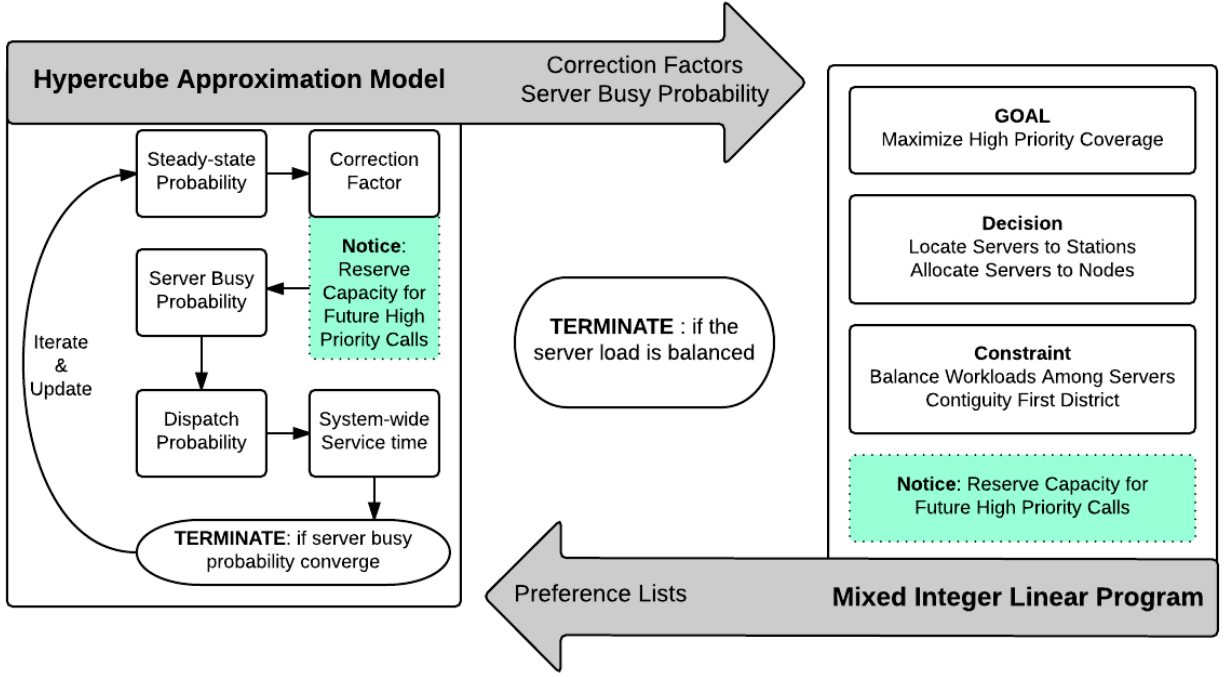 Hypercube Approximation Model
Correction Factors
Server Busy Probability
Steady-state
Probability
Correction
Factor
Notice:
Reserve
Capacity for
Future High
Priority Calls
Server Busy
Probability
Iterate
&
Update
Dispatch
Probability
System-wide
Service time
TERMINATE: if server busy
probability converge
TERMINATE : if the
server load is balanced
GOAL
Maximize High Priority Coverage
Decision
Locate Servers to Stations
Allocate Servers to Nodes
Constraint
Balance Workloads Among Servers
Contiguity First District
Notice: Reserve Capacity for
Future High Priority Calls
Preference Lists
Mixed Integer Linear Program